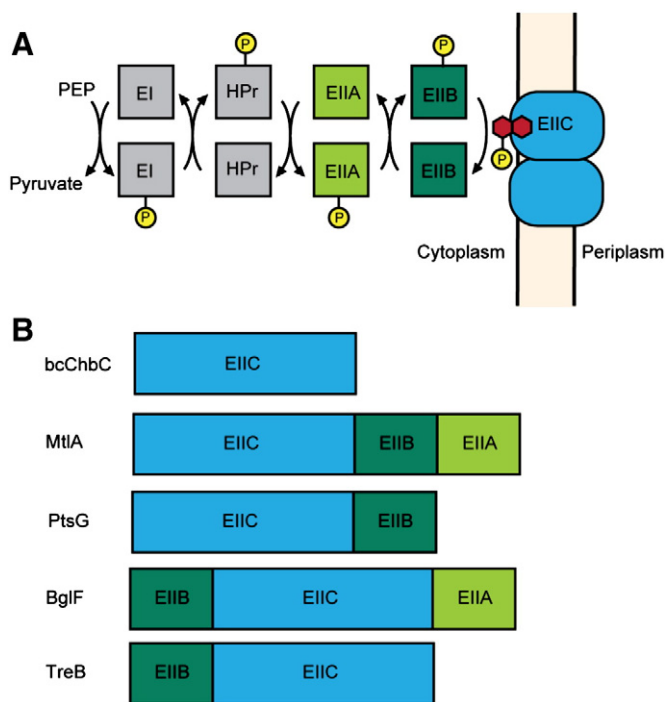 A
P
P
PEP
EI
HPr
EIIA
EIIB
EIIC
P
Pyruvate
EI
HPr
EIIA
EIIB
P
P
Cytoplasm
Periplasm
B
bcChbC
EIIC
MtlA
EIIC
EIIB
EIIA
PtsG
EIIC
EIIB
BglF
EIIB
EIIC
EIIA
TreB
EIIB
EIIC